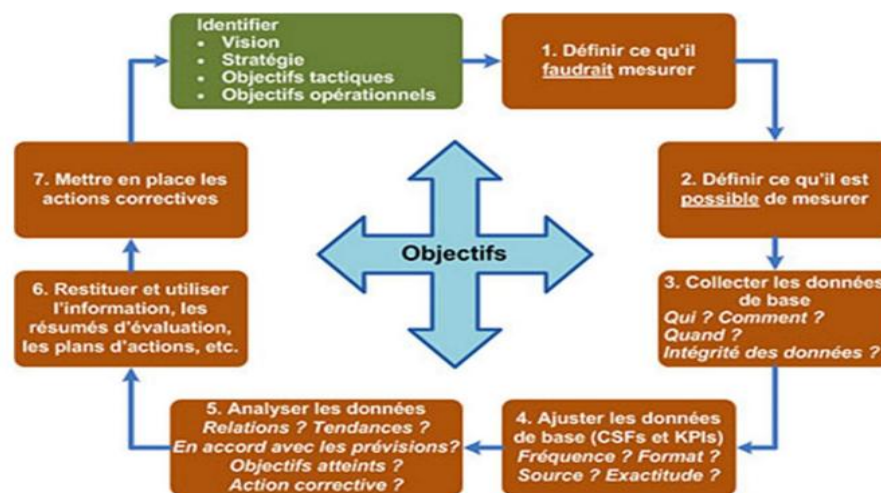 Identifier
• Vision
• Stratégie
• Objectifs tactiques
• Objectifs opérationnels
1. Définir ce qu'il
faudrait mesurer
2. Définir ce qu'il est
possible de mesurer
3. Collecter les données
de base
Qui ? Comment ?
Quand ?
Intégrité des données ?
4. Ajuster les données
de base (CSFs et KPIs)
Fréquence ? Format ?
Source ? Exactitude ?
5. Analyser les données
Relations ? Tendances ?
En accord avec les prévisions?
Objectifs atteints ?
Action corrective ?
6. Restituer et utiliser
l'information, les
résumés d'évaluation,
les plans d'actions, etc.
7. Mettre en place les
actions correctives
Objectifs